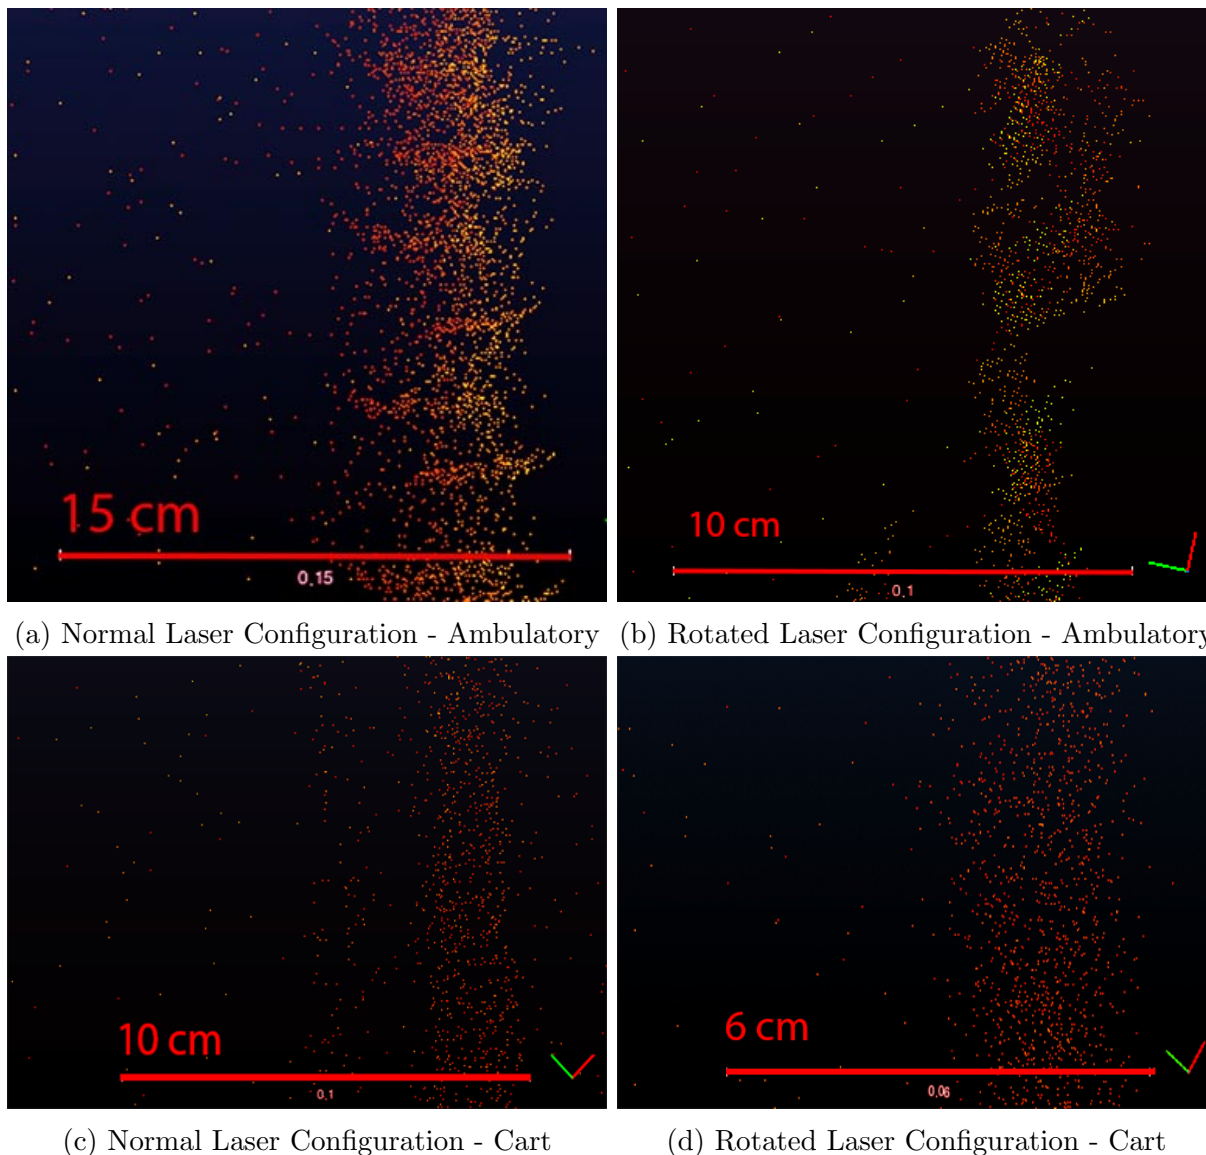 15 cm
0.15
10 cm
0.1
(a) Normal Laser Configuration - Ambulatory
(b) Rotated Laser Configuration - Ambulatory
10 cm
0.1
6 cm
0.06
(c) Normal Laser Configuration - Cart
(d) Rotated Laser Configuration - Cart